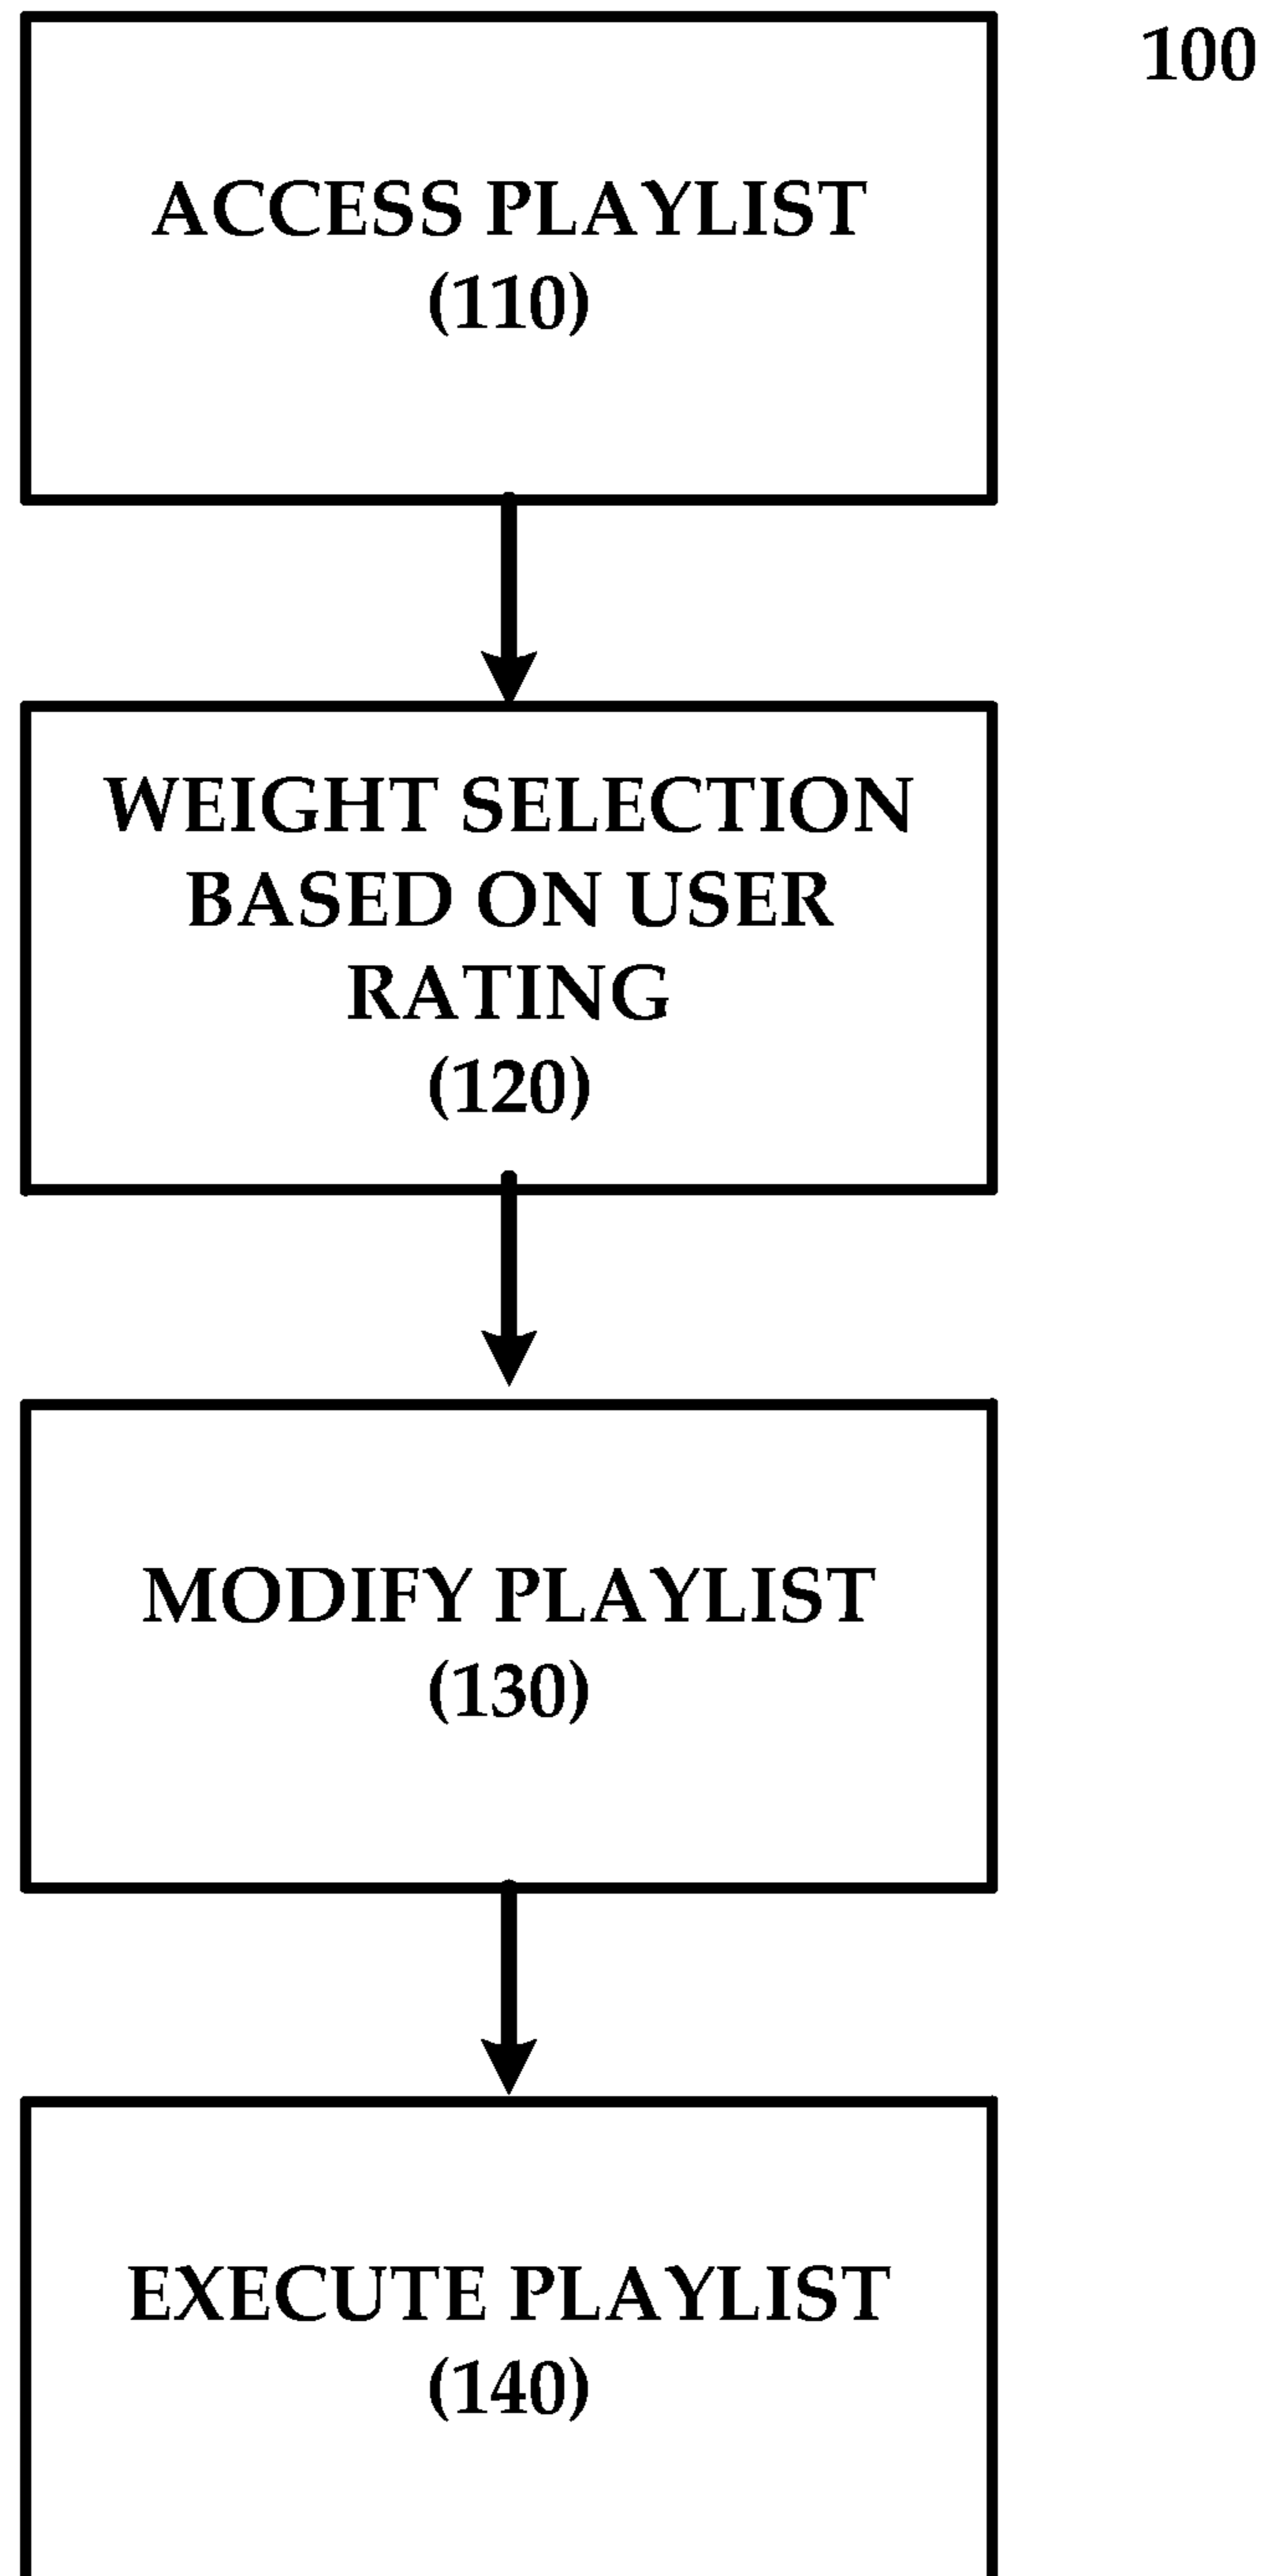 100
ACCESS PLAYLIST
(110)
WEIGHT SELECTION
BASED ON USER
RATING
(120)
MODIFY PLAYLIST
(130)
EXECUTE PLAYLIST
(140)